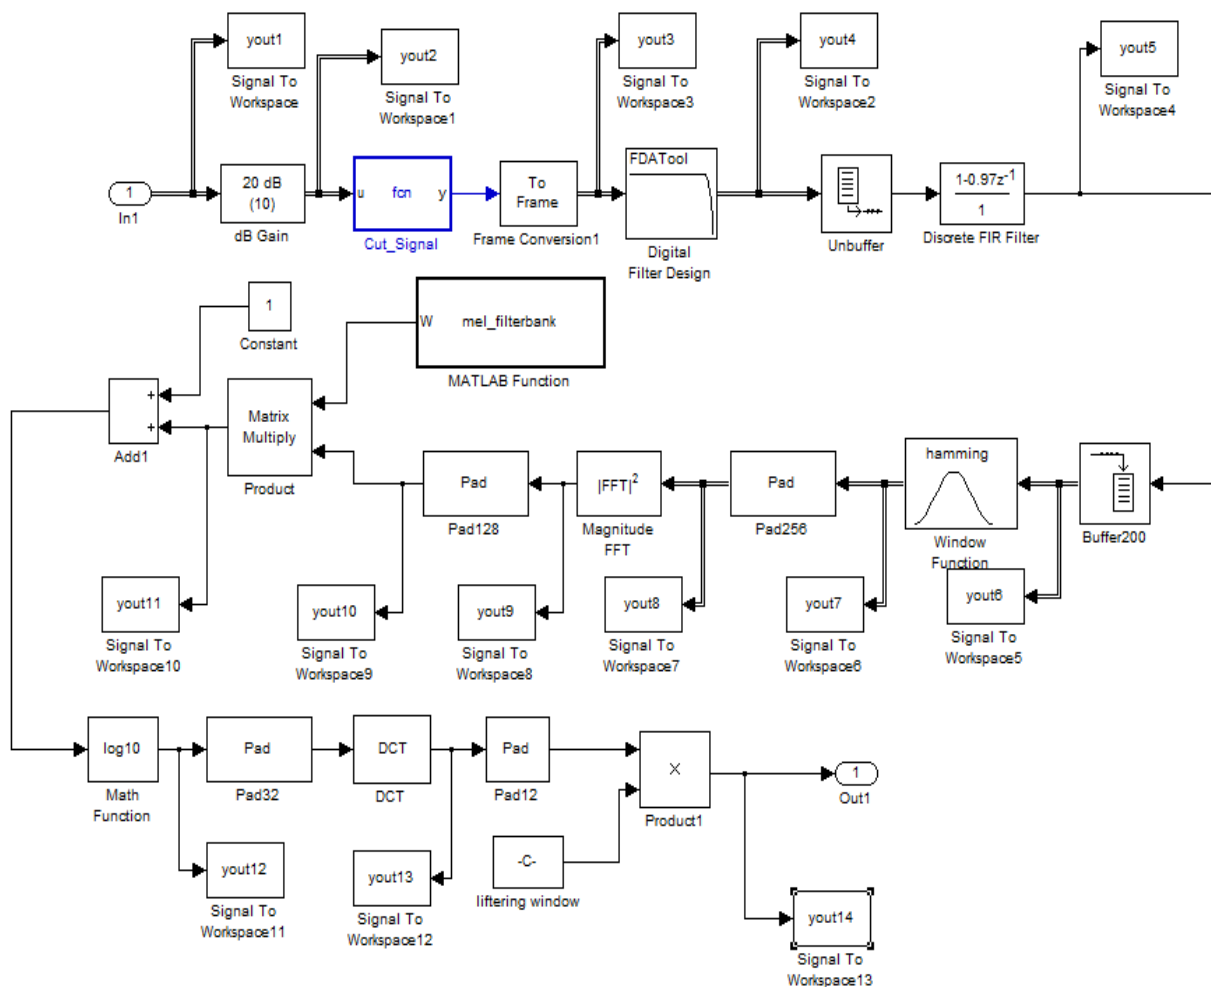 yout1
Signal To
Workspace
yout2
Signal To
Workspace1
yout3
Signal To
Workspace3
yout4
Signal To
Workspace2
yout5
Signal To
Workspace4
1
In1
20 dB
(10)
dB Gain
u
fcn
y
Cut_Signal
To
Frame
Frame Conversion1
FDATool
Digital
Filter Design
Unbuffer
1-0.97z-1
1
Discrete FIR Filter
1
Constant
W
mel_filterbank
MATLAB Function
+
+
Add1
Matrix
Multiply
Product
Pad
Pad128
|FFT|2
Magnitude
FFT
Pad
Pad256
hamming
Window
Function
Buffer200
yout11
Signal To
Workspace10
yout10
Signal To
Workspace9
yout9
Signal To
Workspace8
yout8
Signal To
Workspace7
yout7
Signal To
Workspace6
yout6
Signal To
Workspace5
log10
Math
Function
Pad
Pad32
DCT
DCT
Pad
Pad12
X
Product1
1
Out1
-C-
liftering window
yout12
Signal To
Workspace11
yout13
Signal To
Workspace12
yout14
Signal To
Workspace13